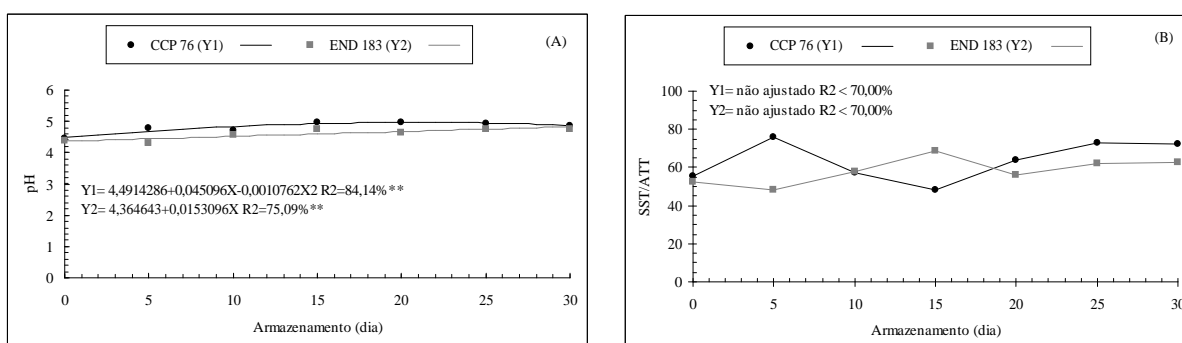 CCP 76 (Y1) END 183 (Y2) (A)
6
5
4
3
2
1
0
pH
Y1= 4,4914286+0,045096X-0,0010762X2 R2=84,14% **
Y2= 4,364643+0,0153096X R2=75,09% **
0 5 10 15 20 25 30
Armazenamento (dia)
CCP 76 (Y1) END 183 (Y2) (B)
Y1= não ajustado R2 < 70,00%
Y2= não ajustado R2 < 70,00%
100
80
60
40
20
0
SST/ATT
0 5 10 15 20 25 30
Armazenamento (dia)